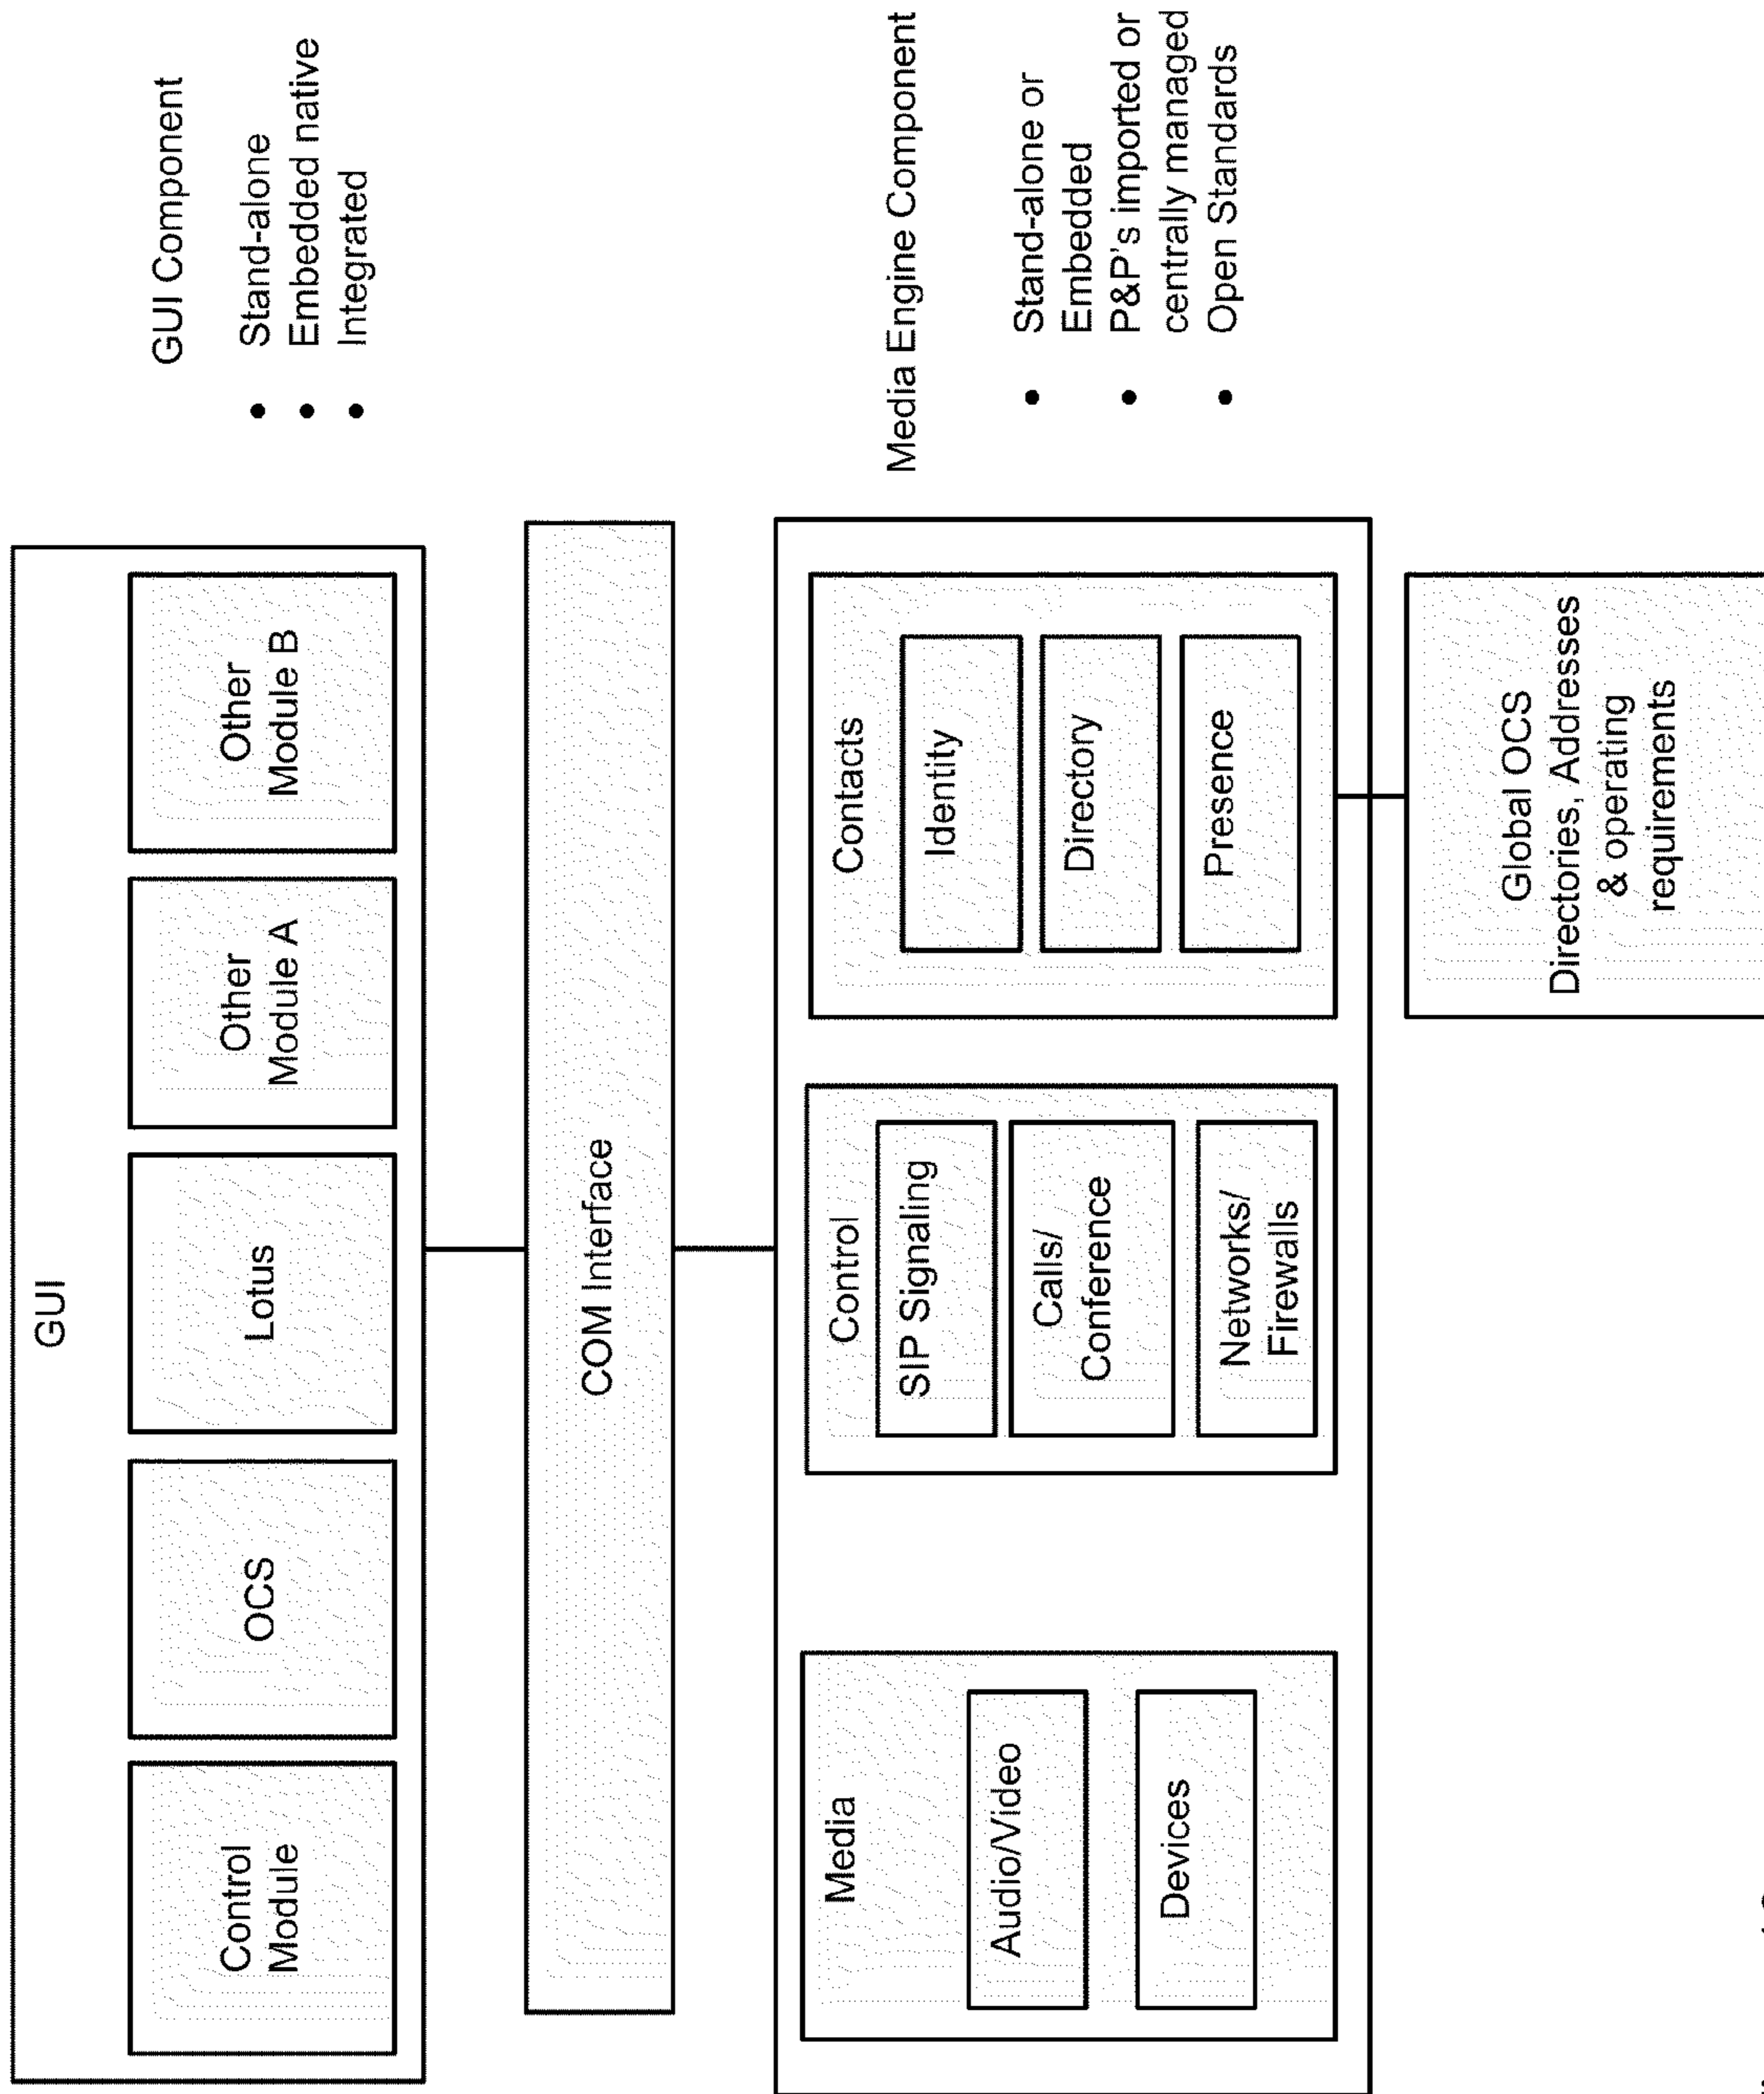 GUI
Control
Module
OCS
Lotus
Other
Module A
Other
Module B
GUI Component
• Stand-alone
• Embedded native
• Integrated
COM Interface
Media
Audio/Video
Devices
Control
SIP Signaling
Calls/
Conference
Networks/
Firewalls
Contacts
Identity
Directory
Presence
Media Engine Component
• Stand-alone or
Embedded
• P&P's imported or
centrally managed
• Open Standards
Global OCS
Directories, Addresses
& operating
requirements